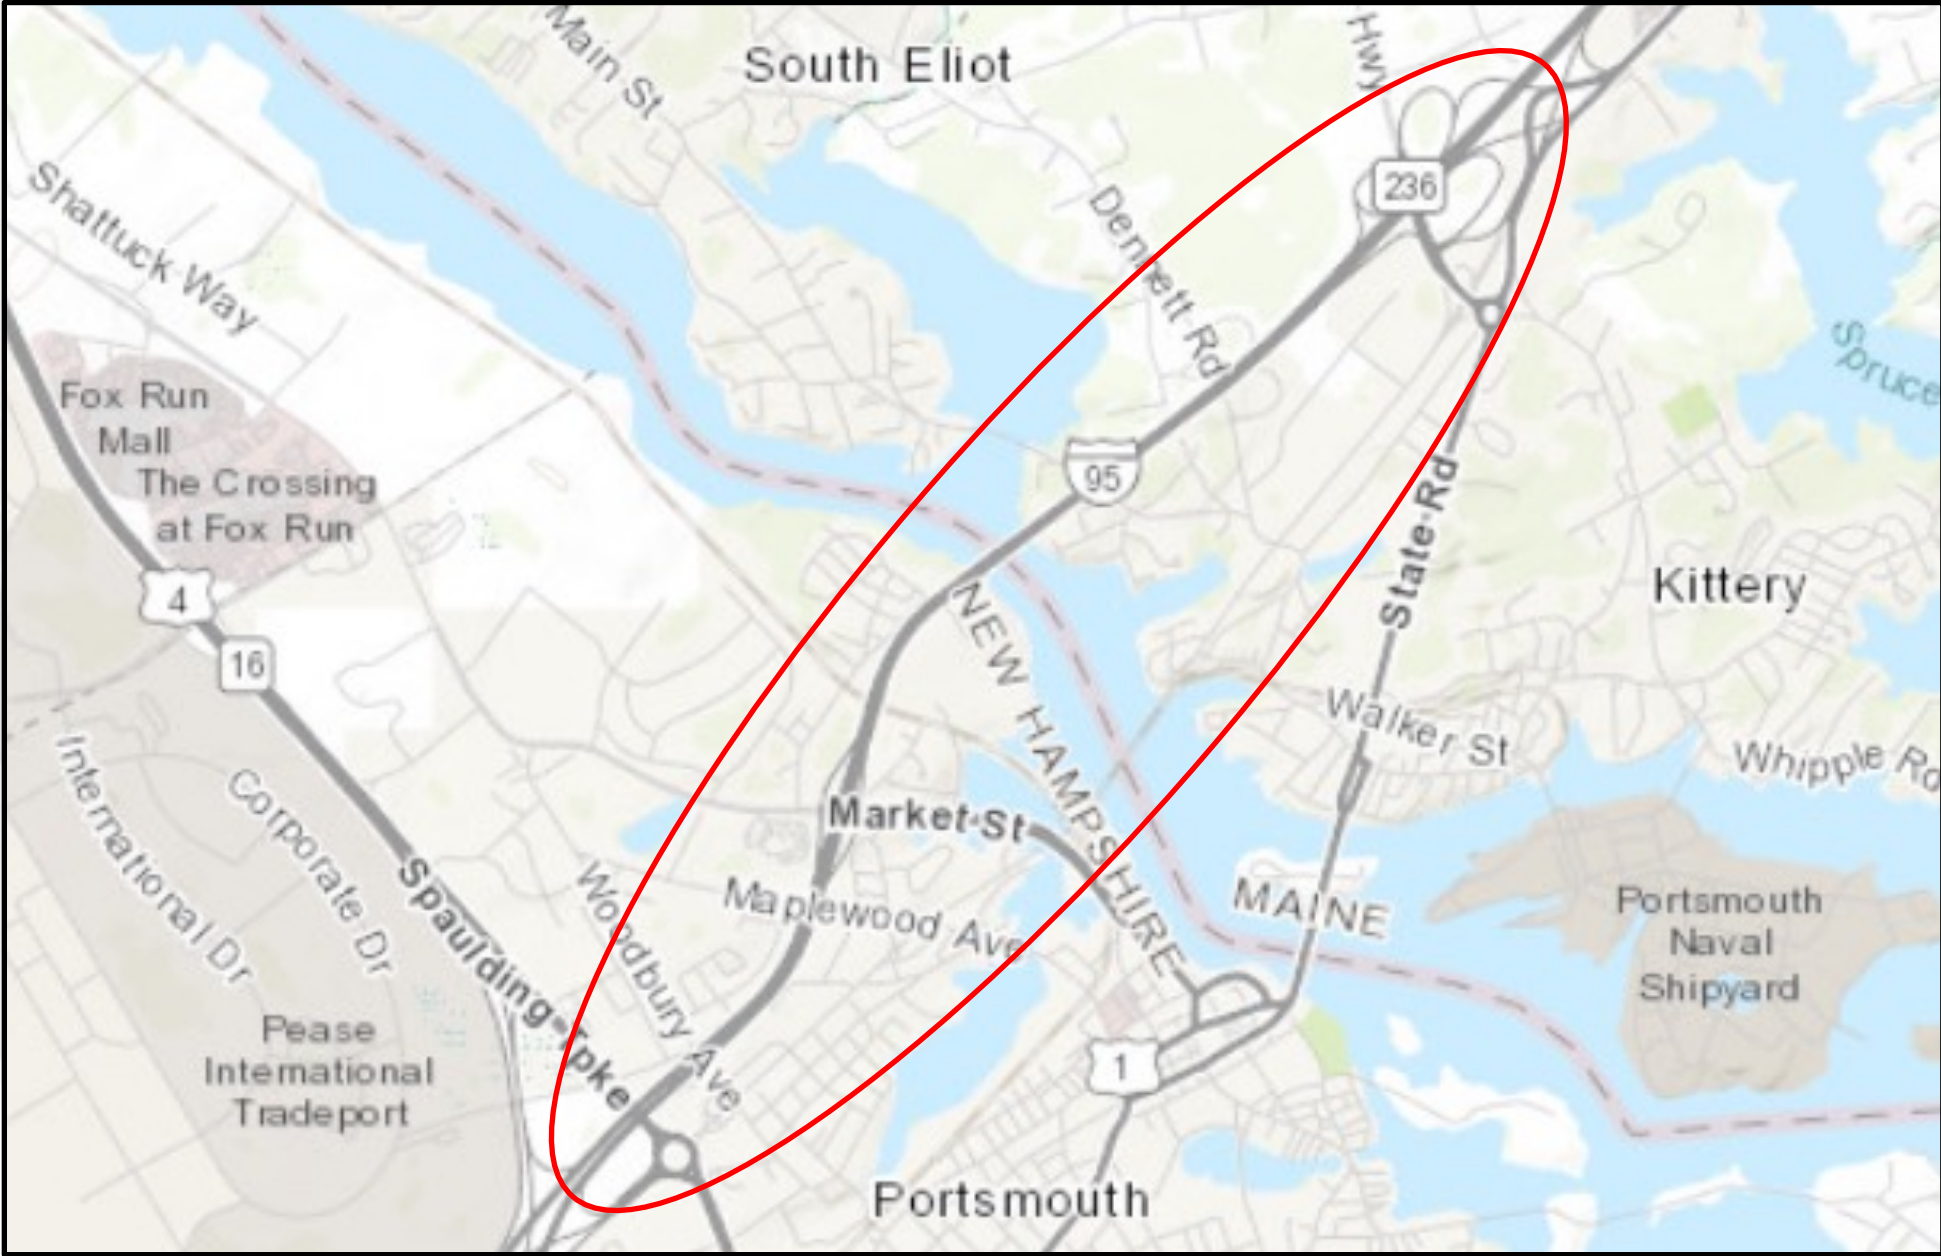 Main St
South Eliot
Hwy
236
Shattuck Way
Dennett Rd
Spruce
Fox Run
Mall
The Crossing
at Fox Run
95
State Rd
4
16
Kittery
NEW HAMPSHIRE
Walker St
Whipple Rd
International Dr
Corporate Dr
Spaulding Tpke
Market St
Woodbury Ave
Maplewood Ave
MAINE
Portsmouth
Naval
Shipyard
Pease
International
Tradeport
1
Portsmouth